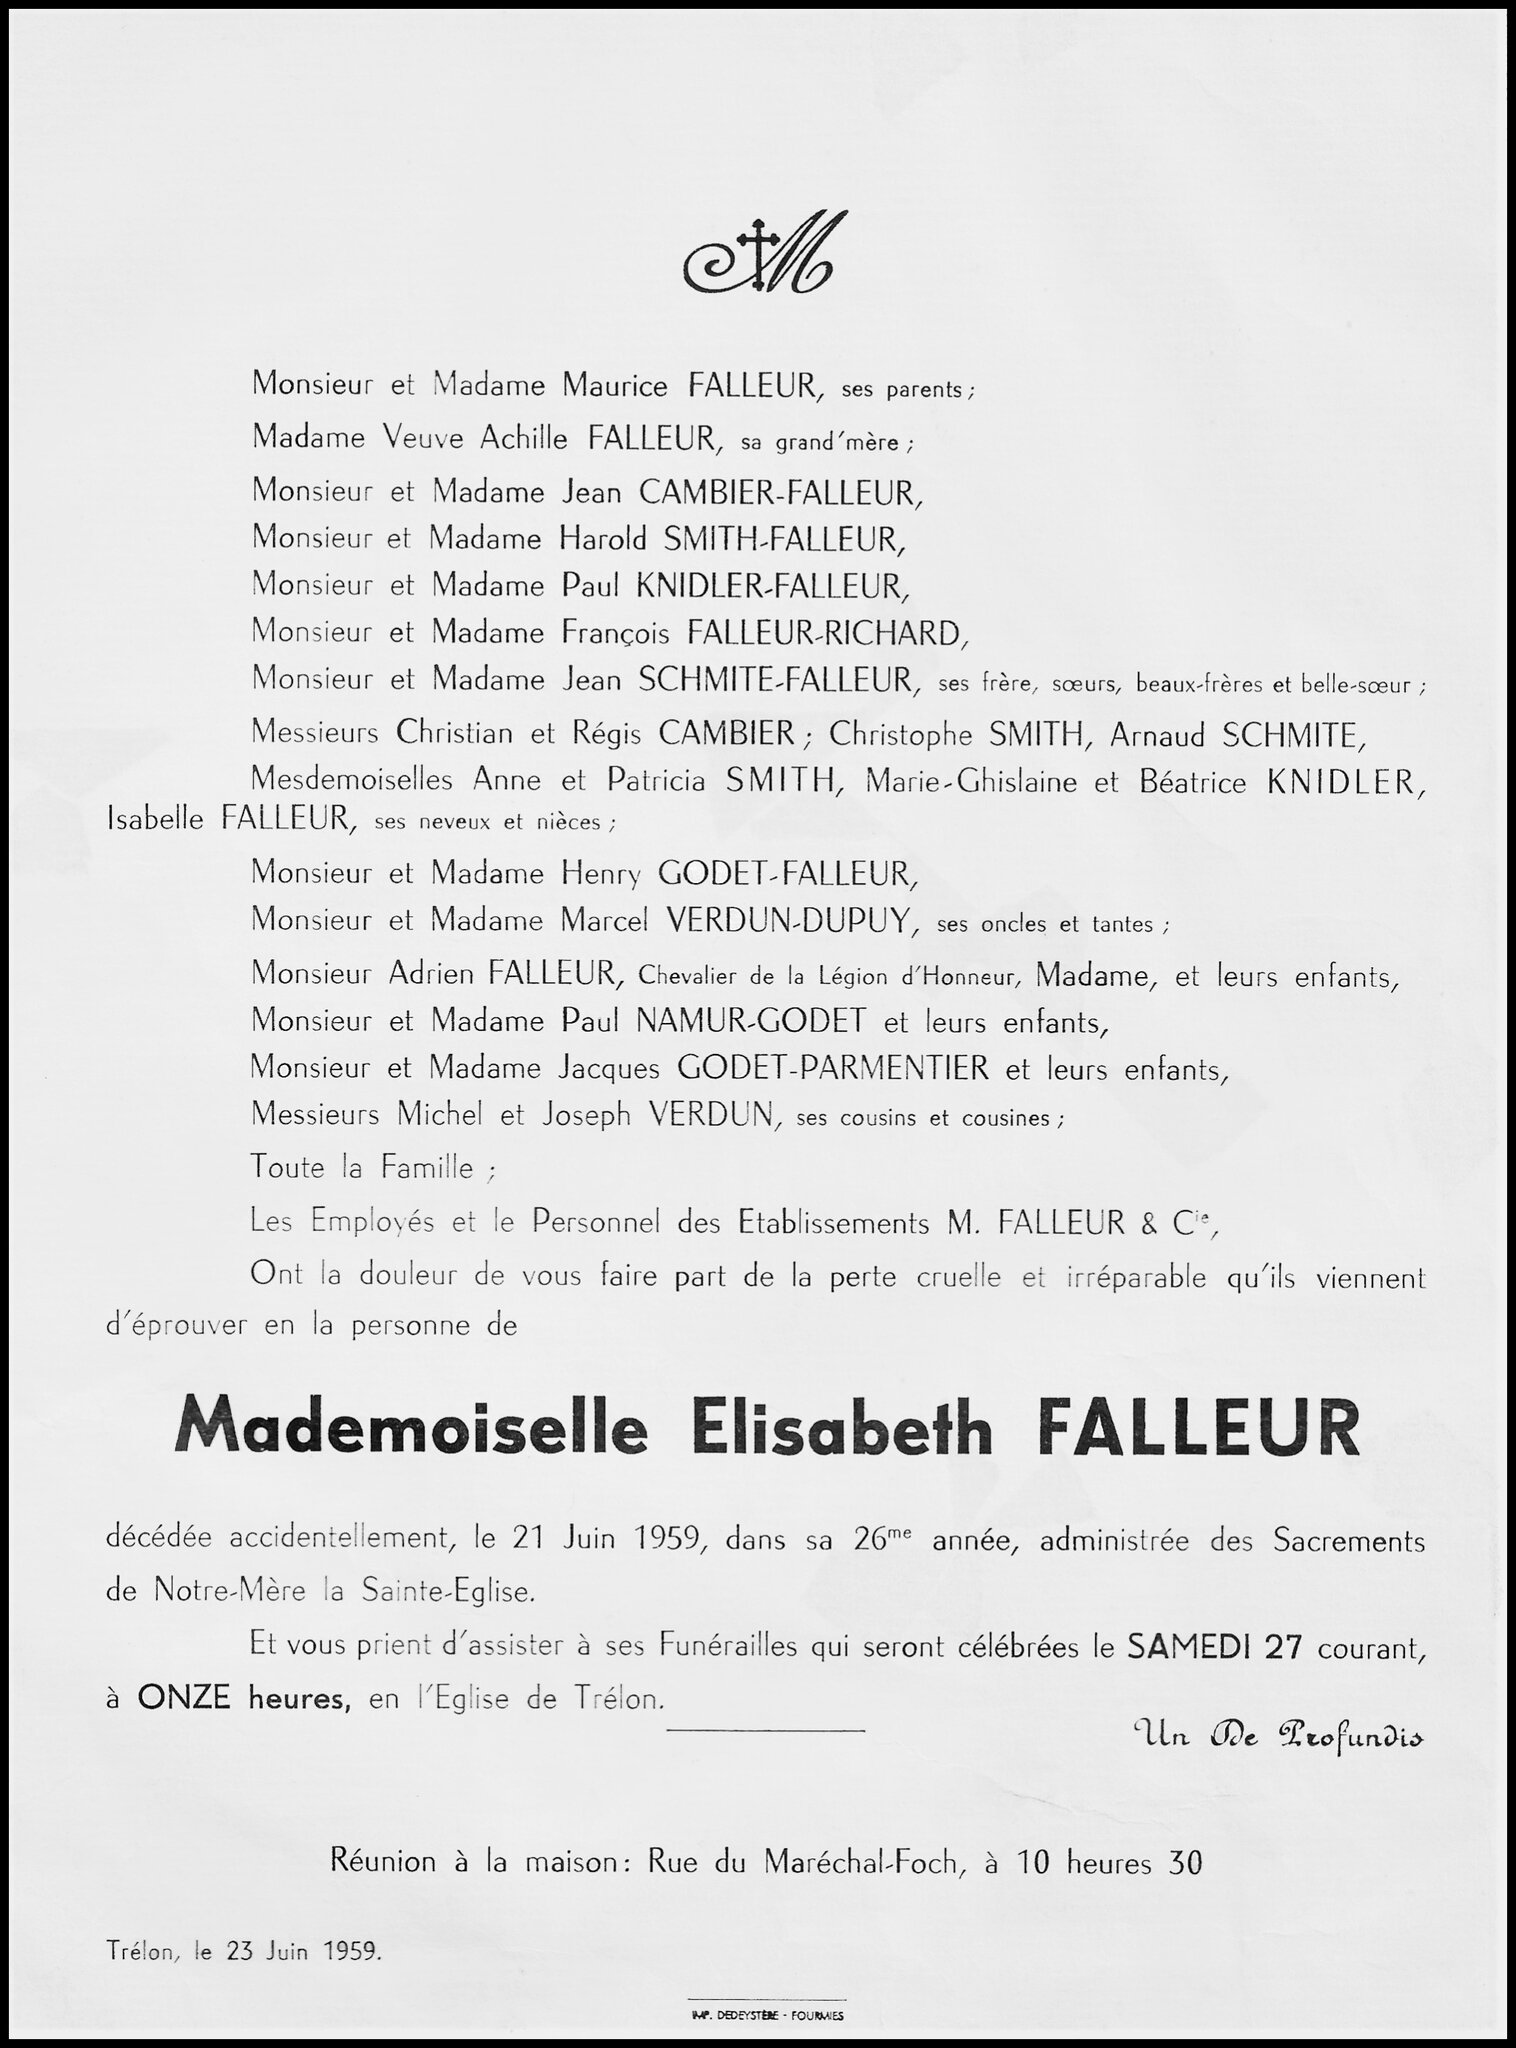 M
Monsieur et Madame Maurice FALLEUR, ses parents ;
Madame Veuve Achille FALLEUR, sa grand'mère ;
Monsieur et Madame Jean CAMBIER-FALLEUR,
Monsieur et Madame Harold SMITH-FALLEUR,
Monsieur et Madame Paul KNIDLER-FALLEUR,
Monsieur et Madame François FALLEUR-RICHARD,
Monsieur et Madame Jean SCHMITE-FALLEUR, ses frère, sœurs, beaux-frères et belle-sœur ;
Messieurs Christian et Régis CAMBIER ; Christophe SMITH, Arnaud SCHMITE,
Mesdemoiselles Anne et Patricia SMITH, Marie-Ghislaine et Béatrice KNIDLER,
Isabelle FALLEUR, ses neveux et nièces ;
Monsieur et Madame Henry GODET-FALLEUR,
Monsieur et Madame Marcel VERDUN-DUPUY, ses oncles et tantes ;
Monsieur Adrien FALLEUR, Chevalier de la Légion d'Honneur, Madame, et leurs enfants,
Monsieur et Madame Paul NAMUR-GODET et leurs enfants,
Monsieur et Madame Jacques GODET-PARMENTIER et leurs enfants,
Messieurs Michel et Joseph VERDUN, ses cousins et cousines ;
Toute la Famille ;
Les Employés et le Personnel des Etablissements M. FALLEUR & Cie,
Ont la douleur de vous faire part de la perte cruelle et irréparable qu'ils viennent
d'éprouver en la personne de
Mademoiselle Elisabeth FALLEUR
décédée accidentellement, le 21 Juin 1959, dans sa 26me année, administrée des Sacrements
de Notre-Mère la Sainte-Eglise.
Et vous prient d'assister à ses Funérailles qui seront célébrées le SAMEDI 27 courant,
à ONZE heures, en l'Eglise de Trélon.
Un De Profundis
Réunion à la maison : Rue du Maréchal-Foch, à 10 heures 30
Trélon, le 23 Juin 1959.
IMP. DEDEYSTÈRE - FOURMIES